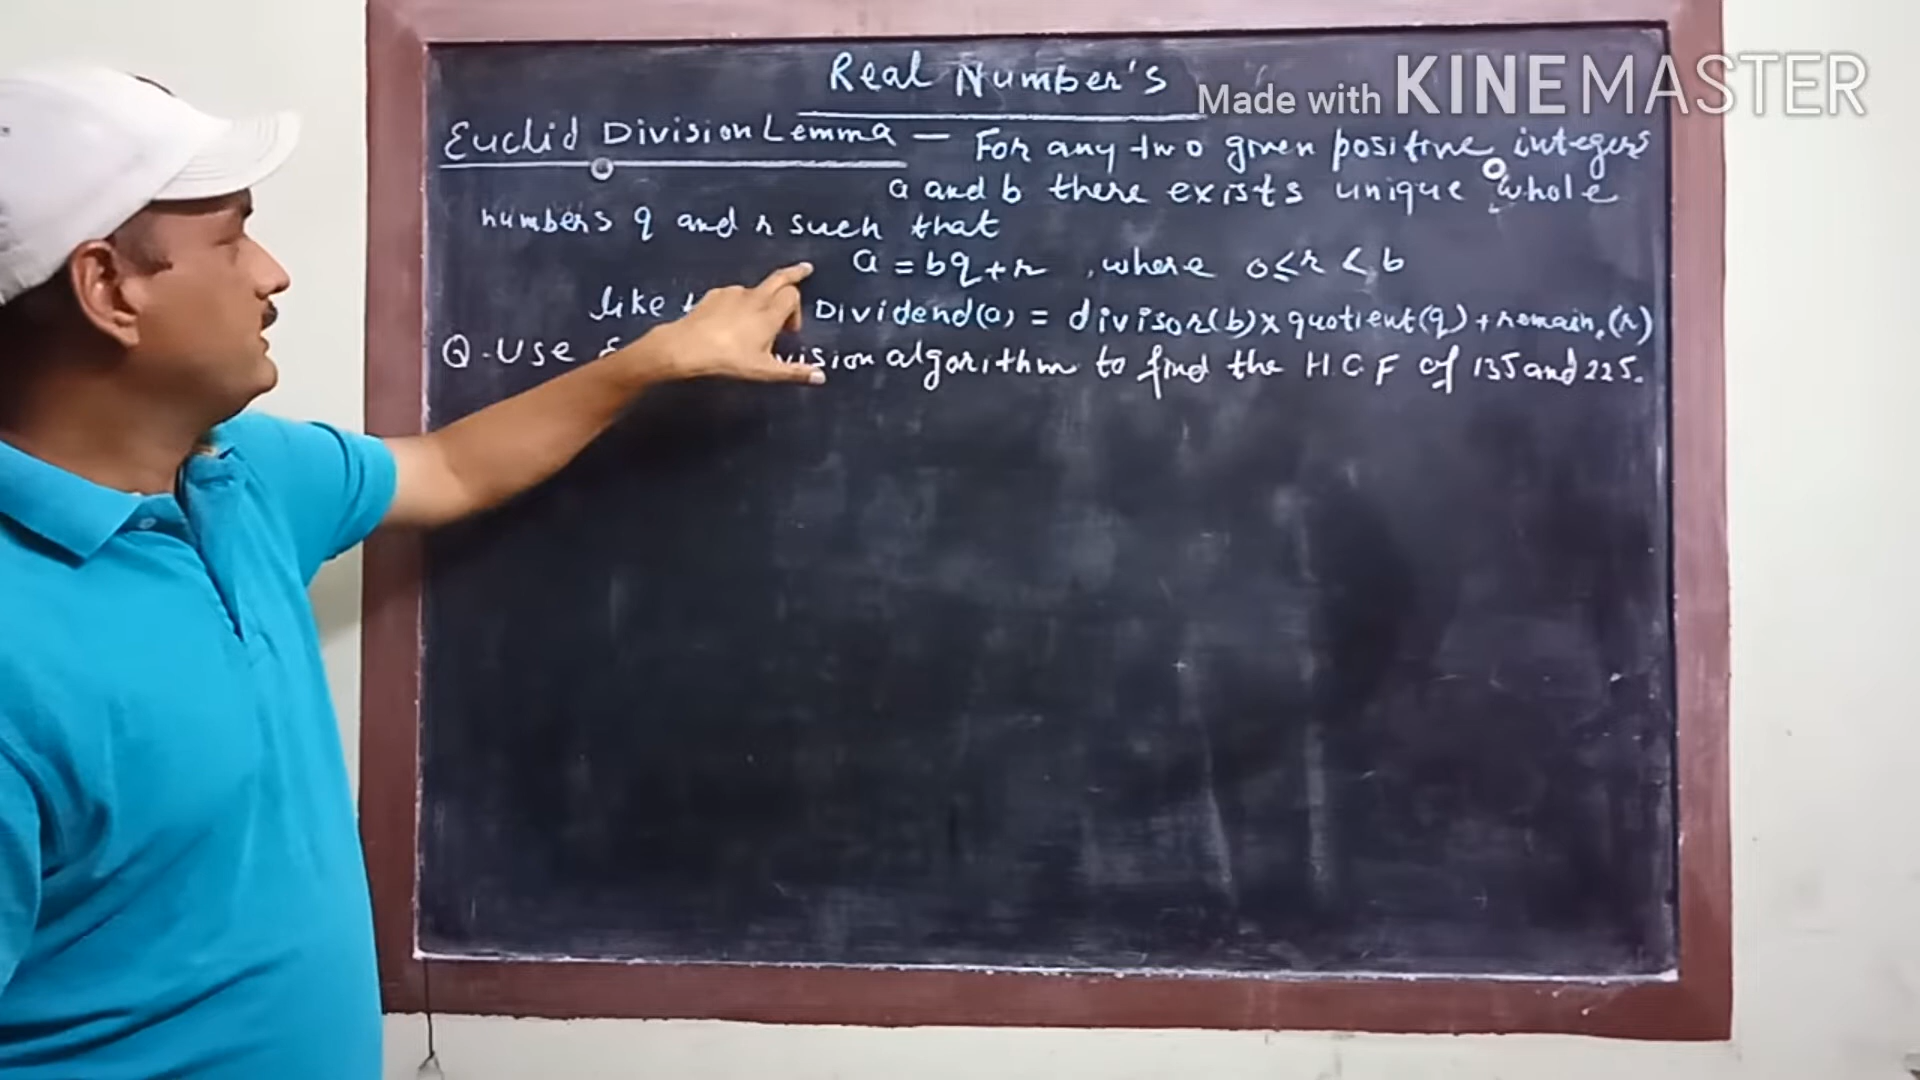 Real Number's
Made with KINEMASTER
Euclid Division Lemma — For any two given positive integers
a and b there exists unique whole
numbers q and r such that
a = bq + r , where 0 ≤ r < b
like Dividend(a) = divisor(b) x quotient(q) + remain.(r)
Q. Use algorithm to find the H.C.F of 135 and 225.